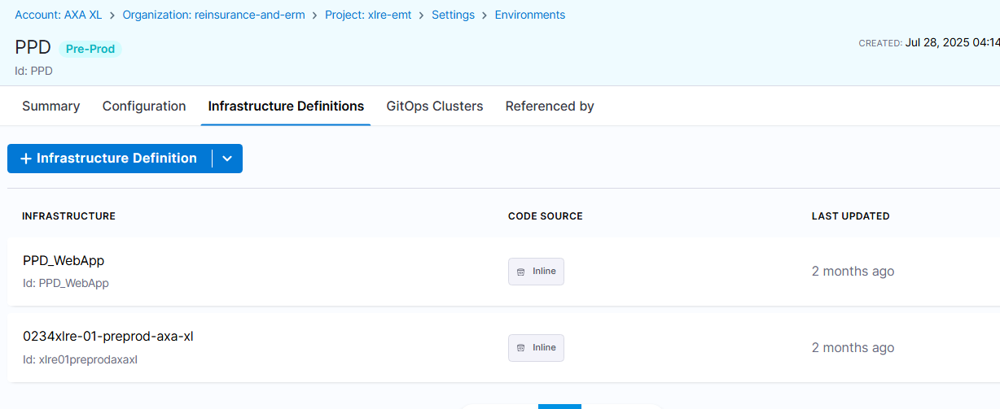 Account: AXA XL > Organization: reinsurance-and-erm > Project: xlre-emt > Settings > Environments
PPD Pre-Prod
CREATED: Jul 28, 2025 04:14
Id: PPD
Summary Configuration Infrastructure Definitions GitOps Clusters Referenced by
+ Infrastructure Definition
INFRASTRUCTURE CODE SOURCE LAST UPDATED
PPD_WebApp
Id: PPD_WebApp
Inline
2 months ago
0234xlre-01-preprod-axa-xl
Id: xlre01preprodaxaxl
Inline
2 months ago